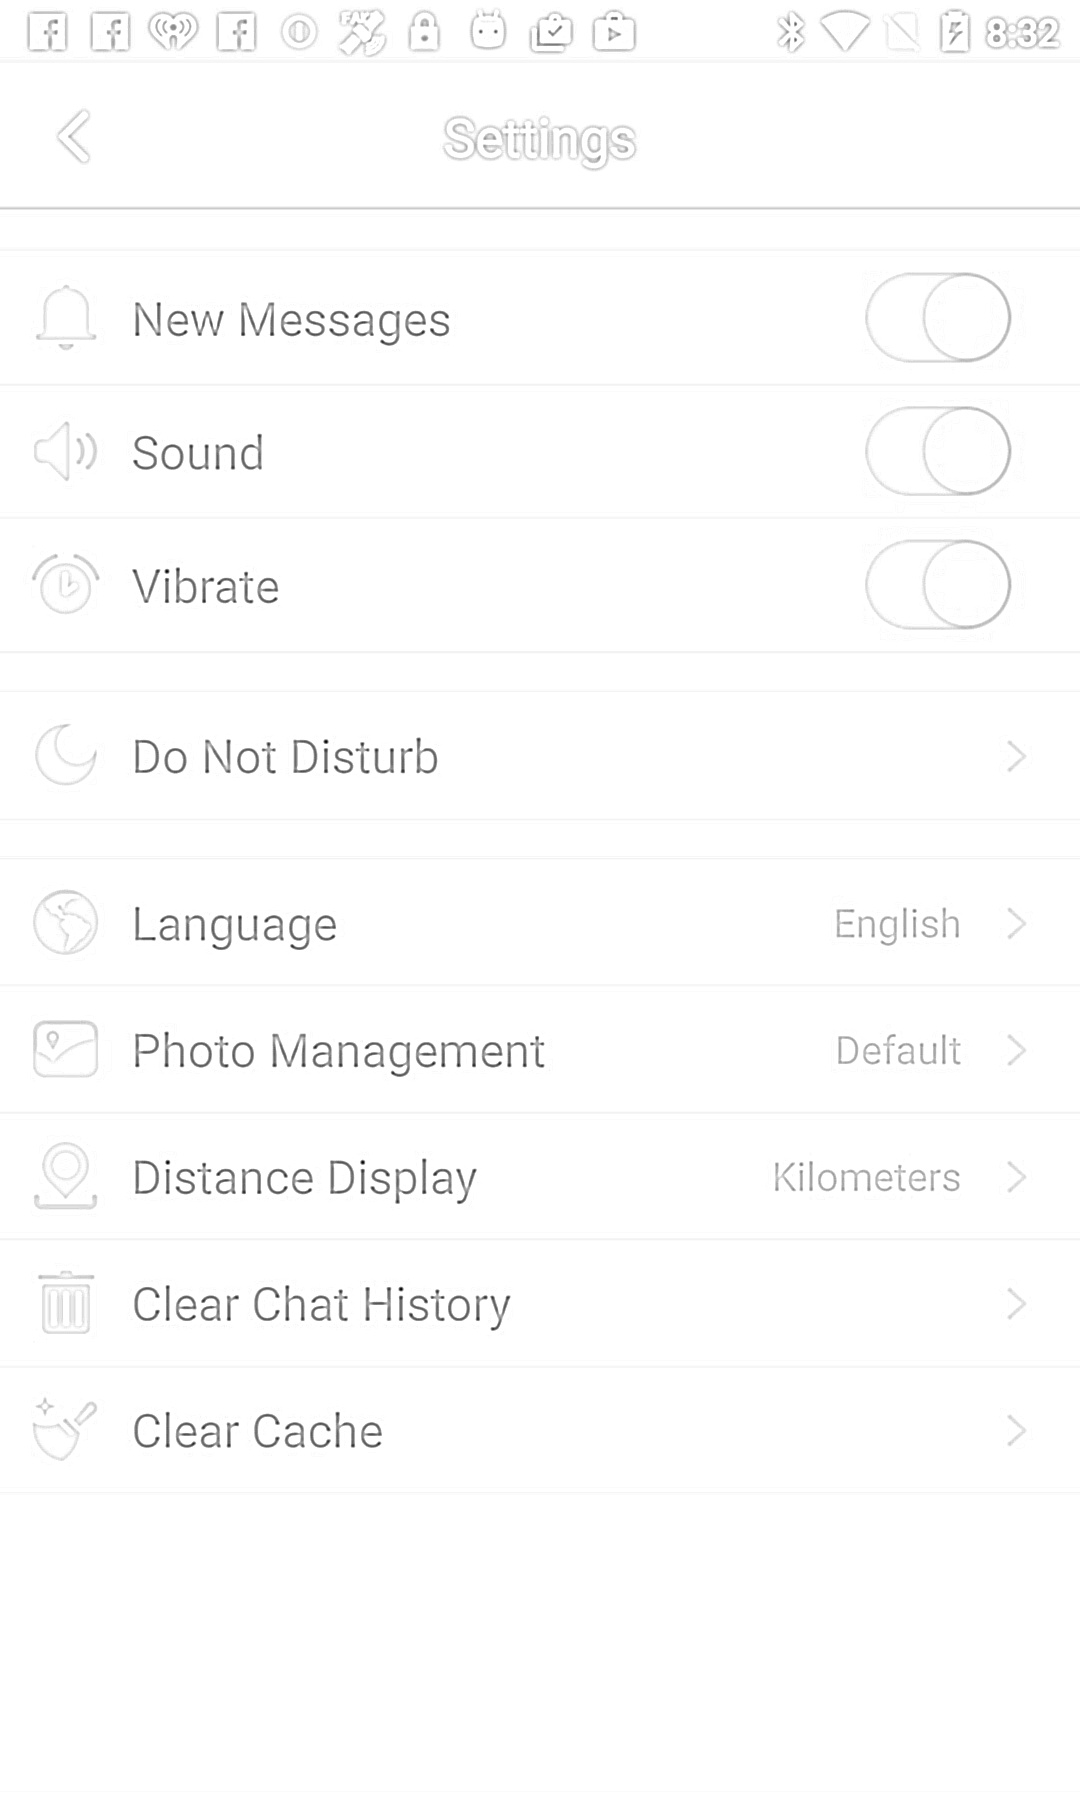 8:32
Settings
New Messages
Sound
Vibrate
Do Not Disturb
Language English
Photo Management Default
Distance Display Kilometers
Clear Chat History
Clear Cache